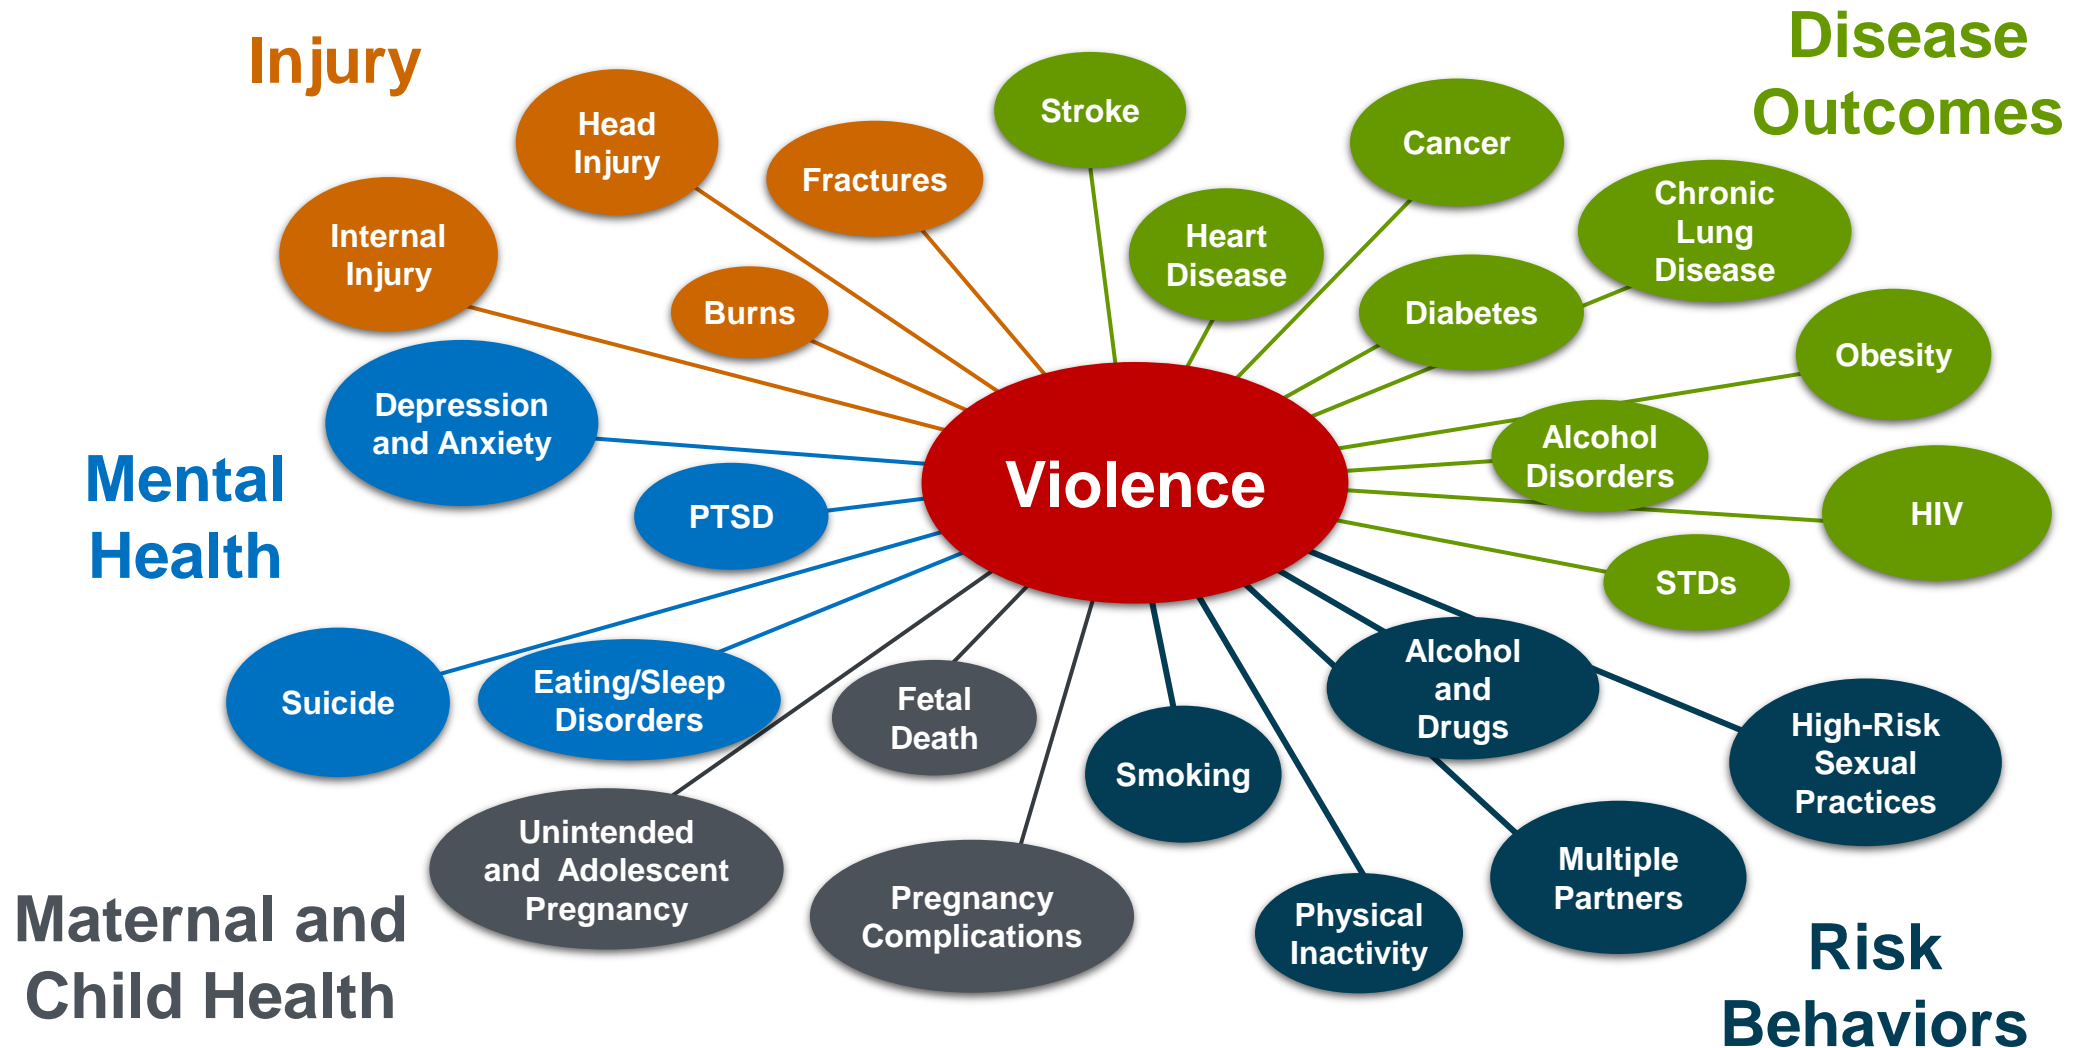 Injury
Head
Injury
Fractures
Internal
Injury
Burns
Stroke
Cancer
Heart
Disease
Chronic
Lung
Disease
Diabetes
Obesity
Alcohol
Disorders
HIV
STDs
Disease
Outcomes
Violence
Mental
Health
Depression
and Anxiety
PTSD
Suicide
Eating/Sleep
Disorders
Maternal and
Child Health
Unintended
and  Adolescent
Pregnancy
Fetal
Death
Pregnancy
Complications
Smoking
Physical
Inactivity
Alcohol
and
Drugs
Multiple
Partners
High-Risk
Sexual
Practices
Risk
Behaviors